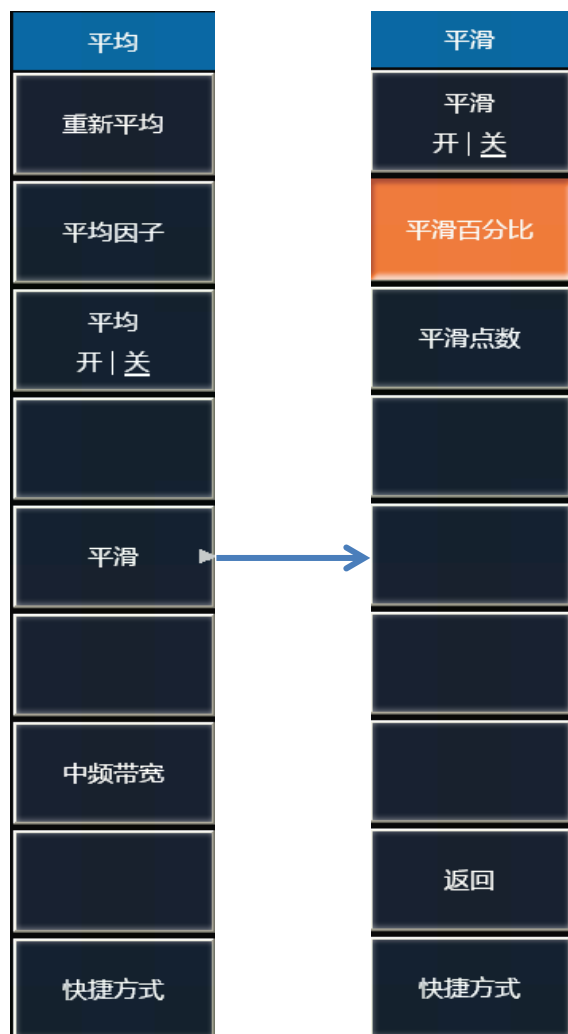 平均
重新平均
平均因子
平均
开 | 关
平滑
中频带宽
快捷方式
平滑
平滑
开 | 关
平滑百分比
平滑点数
返回
快捷方式